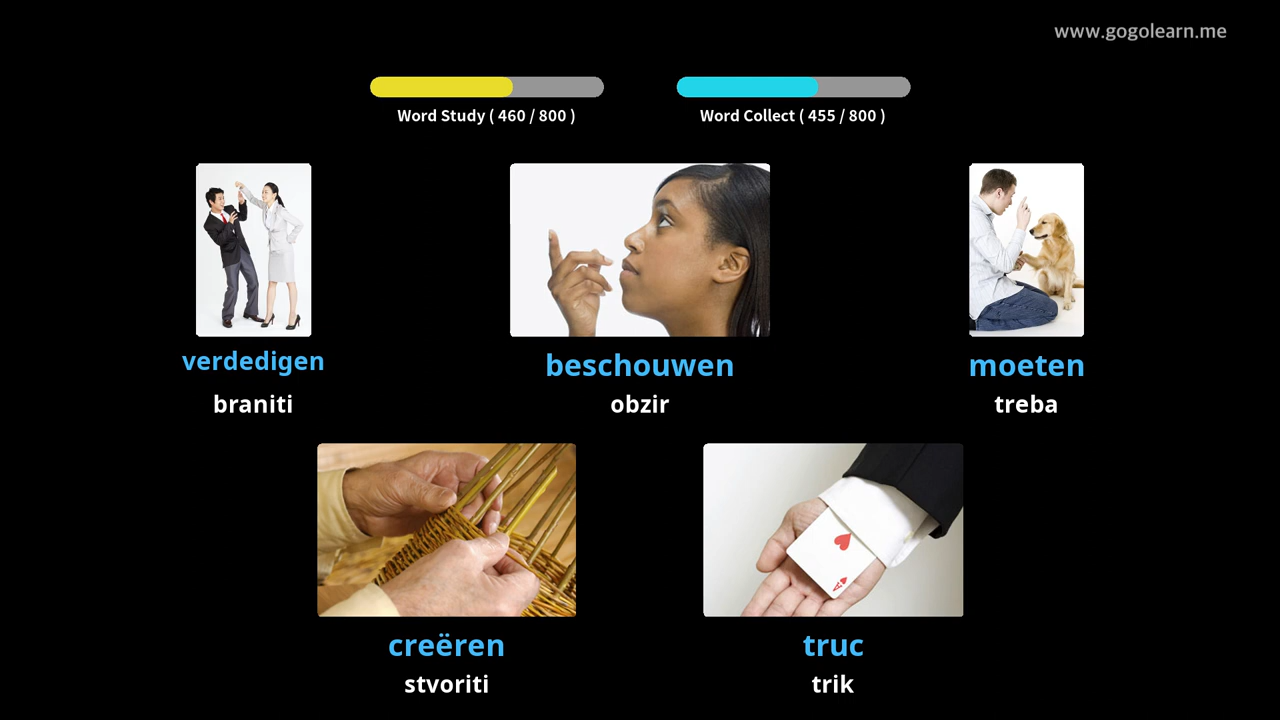 www.gogolearn.me
Word Study ( 460 / 800 )
Word Collect ( 455 / 800 )
verdedigen
braniti
beschouwen
obzir
moeten
treba
creëren
stvoriti
truc
trik